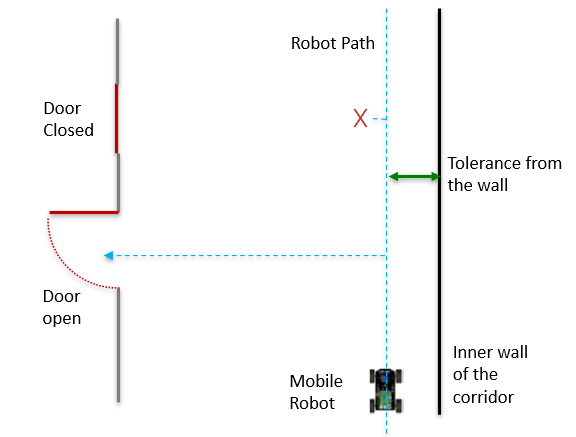 Robot Path
Door
Closed
X
Tolerance from
the wall
Door
open
Mobile
Robot
Inner wall
of the
corridor